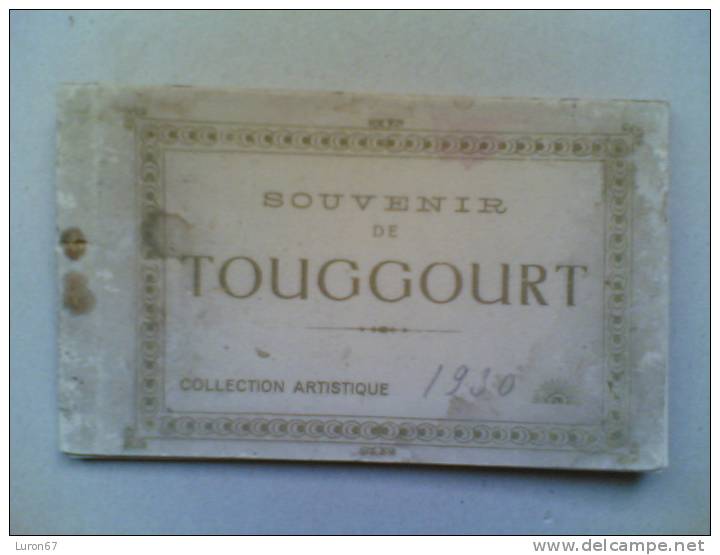 SOUVENIR
DE
TOUGGOURT
COLLECTION ARTISTIQUE 1930
Luron67
www.delcampe.net